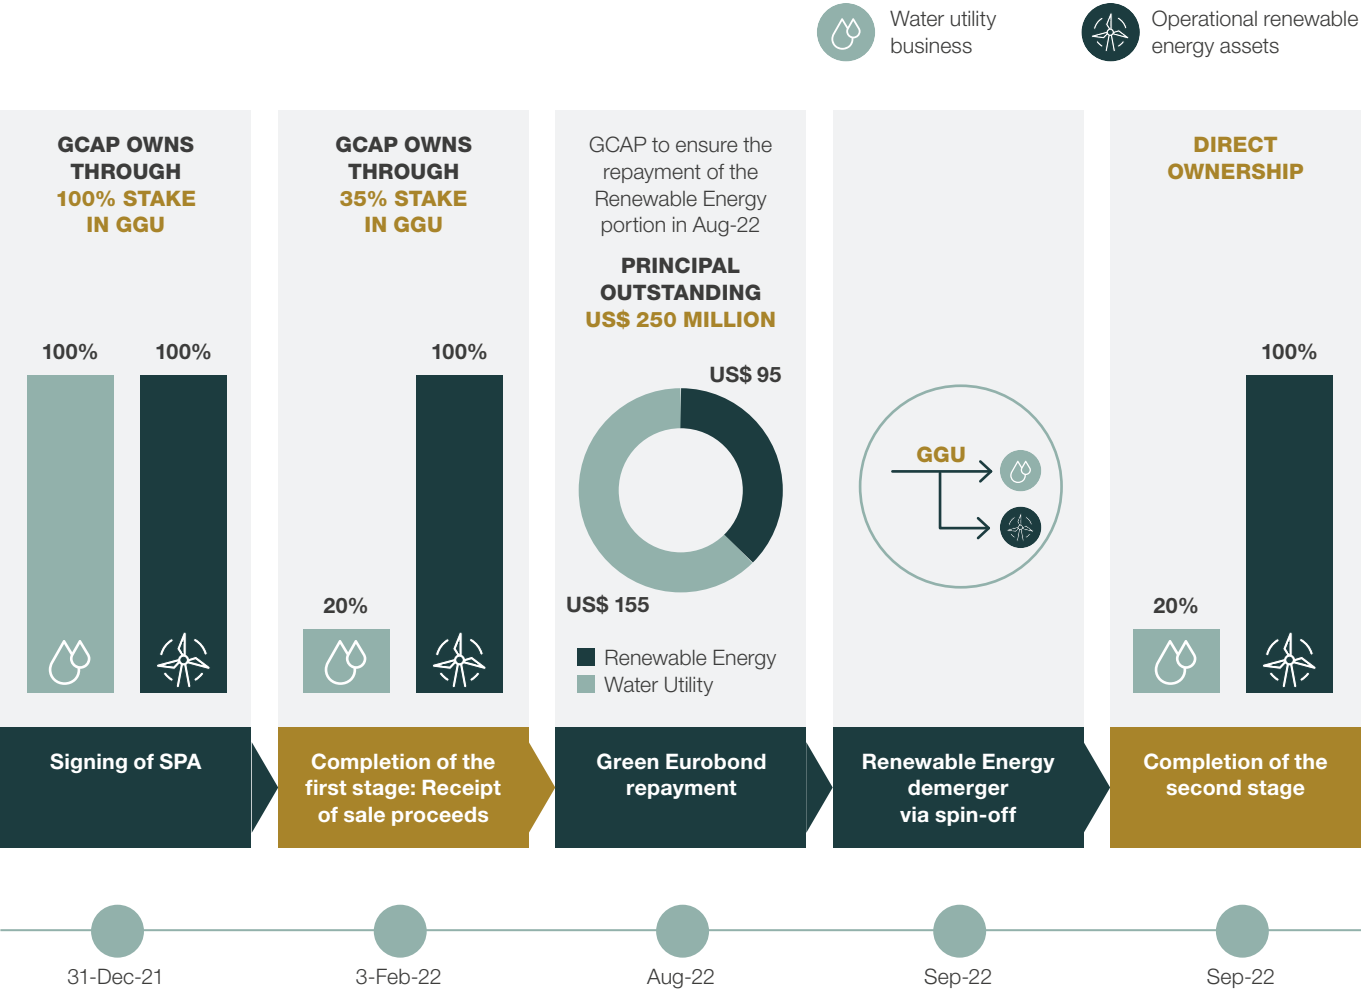 Water utility
business
Operational renewable
energy assets
GCAP OWNS
THROUGH
100% STAKE
IN GGU
100%
100%
Signing of SPA
31-Dec-21
GCAP OWNS
THROUGH
35% STAKE
IN GGU
20%
100%
Completion of the
first stage: Receipt
of sale proceeds
3-Feb-22
GCAP to ensure the
repayment of the
Renewable Energy
portion in Aug-22
PRINCIPAL
OUTSTANDING
US$ 250 MILLION
US$ 95
US$ 155
Renewable Energy
Water Utility
Green Eurobond
repayment
Aug-22
GGU
Renewable Energy
demerger
via spin-off
Sep-22
DIRECT
OWNERSHIP
20%
100%
Completion of the
second stage
Sep-22